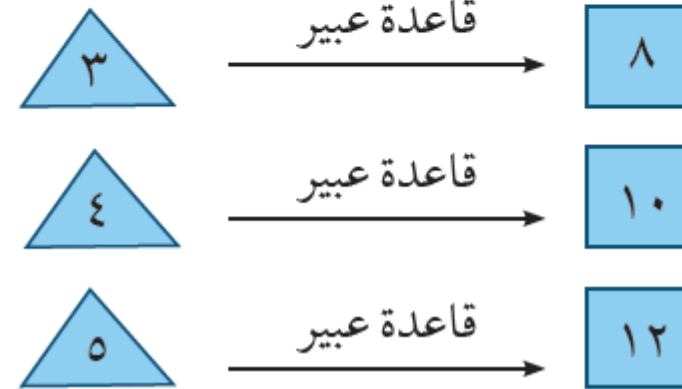 ٣ قاعدة عبير ٨
٤ قاعدة عبير ١٠
٥ قاعدة عبير ١٢